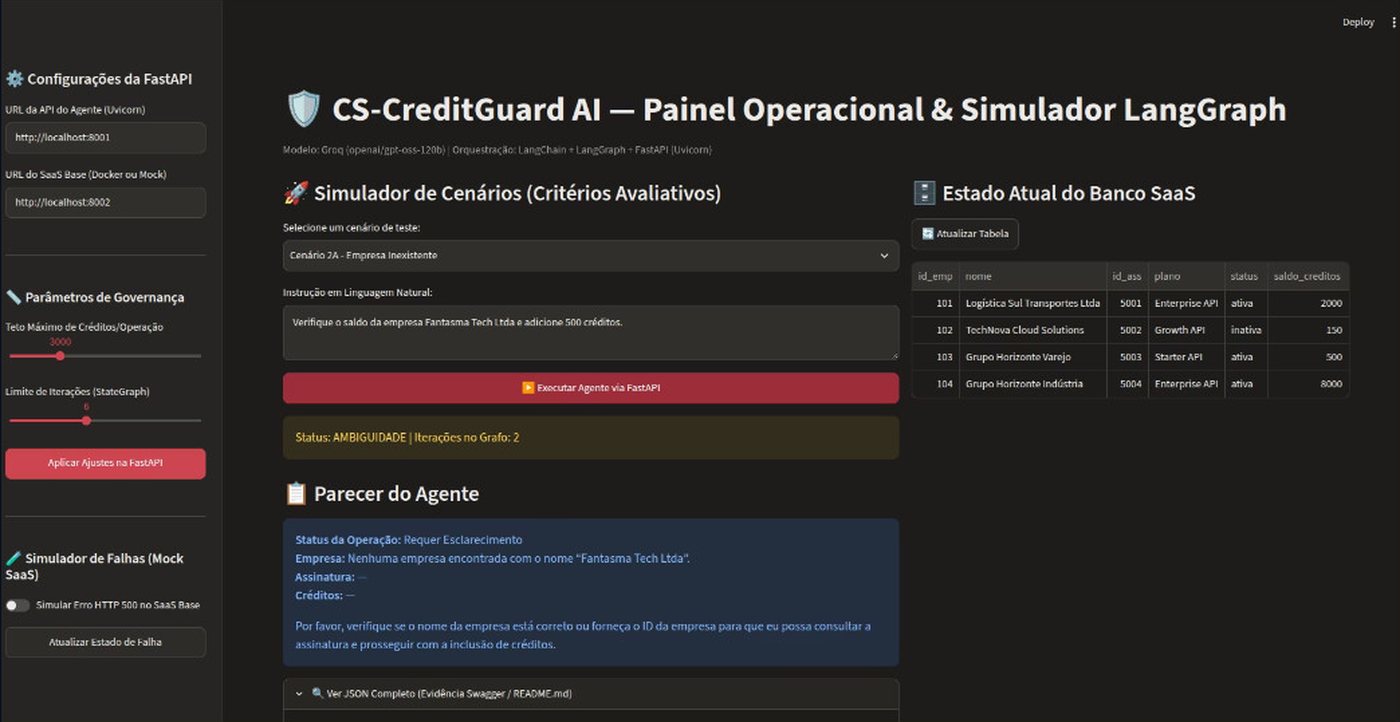 Deploy
Configurações da FastAPI
URL da API do Agente (Uvicorn)
http://localhost:8001
URL do SaaS Base (Docker ou Mock)
http://localhost:8002
Parâmetros de Governança
Teto Máximo de Créditos/Operação
3000
Limite de Iterações (StateGraph)
6
Aplicar Ajustes na FastAPI
Simulador de Falhas (Mock
SaaS)
Simular Erro HTTP 500 no SaaS Base
Atualizar Estado de Falha
CS-CreditGuard AI — Painel Operacional & Simulador LangGraph
Modelo: Groq (openai/gpt-oss-120b) | Orquestração: LangChain + LangGraph + FastAPI (Uvicorn)
Simulador de Cenários (Critérios Avaliativos)
Selecione um cenário de teste:
Cenário 2A - Empresa Inexistente
Instrução em Linguagem Natural:
Verifique o saldo da empresa Fantasma Tech Ltda e adicione 500 créditos.
Executar Agente via FastAPI
Status: AMBIGUIDADE | Iterações no Grafo: 2
Parecer do Agente
Status da Operação: Requer Esclarecimento
Empresa: Nenhuma empresa encontrada com o nome “Fantasma Tech Ltda”.
Assinatura: —
Créditos: —
Por favor, verifique se o nome da empresa está correto ou forneça o ID da empresa para que eu possa consultar a
assinatura e prosseguir com a inclusão de créditos.
Ver JSON Completo (Evidência Swagger / README.md)
Estado Atual do Banco SaaS
Atualizar Tabela
id_emp nome id_ass plano status saldo_creditos
101 Logística Sul Transportes Ltda 5001 Enterprise API ativa 2000
102 TechNova Cloud Solutions 5002 Growth API inativa 150
103 Grupo Horizonte Varejo 5003 Starter API ativa 500
104 Grupo Horizonte Indústria 5004 Enterprise API ativa 8000